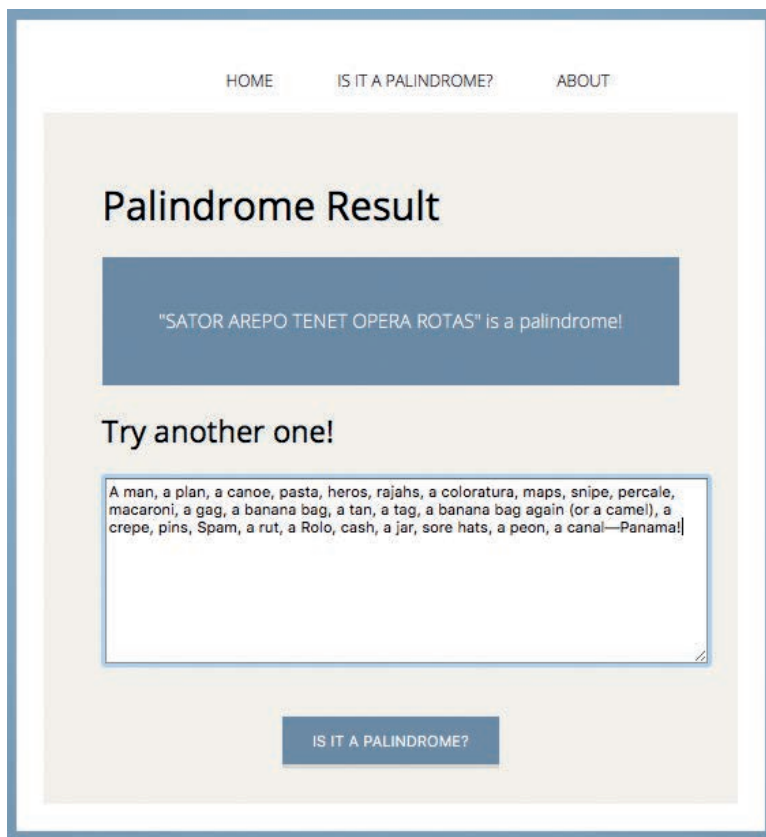 HOME IS IT A PALINDROME? ABOUT
Palindrome Result
"SATOR AREPO TENET OPERA ROTAS" is a palindrome!
Try another one!
A man, a plan, a canoe, pasta, heros, rajahs, a coloratura, maps, snipe, percale,
macaroni, a gag, a banana bag, a tan, a tag, a banana bag again (or a camel), a
crepe, pins, Spam, a rut, a Rolo, cash, a jar, sore hats, a peon, a canal—Panama!
IS IT A PALINDROME?